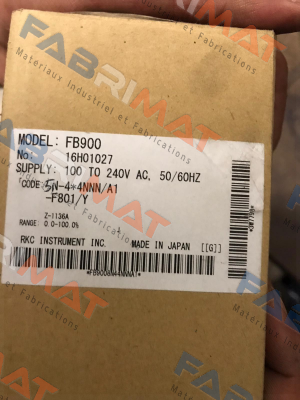 FABRIMAT
Materiaux Industriels et Fabrications
MODEL: FB900
No: 16H01027
SUPPLY: 100 TO 240V AC, 50/60HZ
CODE: 5N-4*4NNN/A1
-F801/Y
Z-1136A
RANGE: 0.0-100.0%
RKC INSTRUMENT INC. MADE IN JAPAN [[G]]